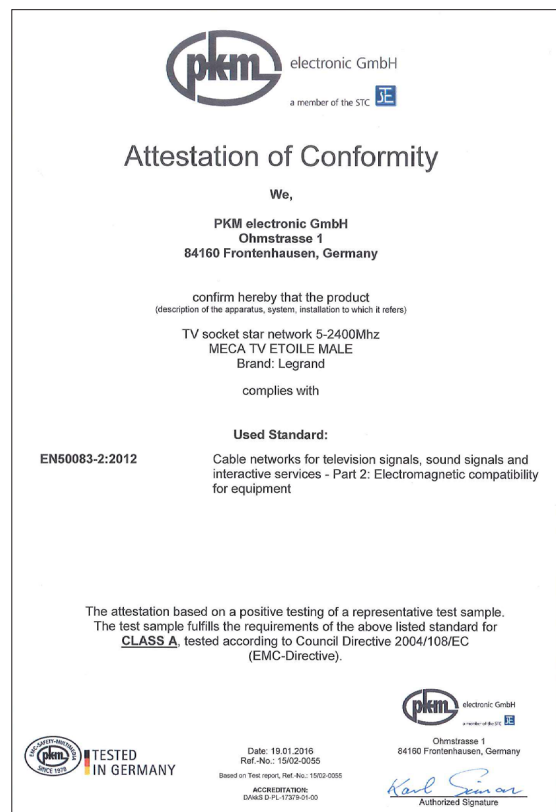 pkm electronic GmbH
a member of the STC
Attestation of Conformity
We,
PKM electronic GmbH
Ohmstrasse 1
84160 Frontenhausen, Germany
confirm hereby that the product
(description of the apparatus, system, installation to which it refers)
TV socket star network 5-2400Mhz
MECA TV ETOILE MALE
Brand: Legrand
complies with
Used Standard:
EN50083-2:2012 Cable networks for television signals, sound signals and
interactive services - Part 2: Electromagnetic compatibility
for equipment
The attestation based on a positive testing of a representative test sample.
The test sample fulfills the requirements of the above listed standard for
CLASS A, tested according to Council Directive 2004/108/EC
(EMC-Directive).
EMC-SAFETY-MULTIMEDIA
pkm
SINCE 1978
TESTED
IN GERMANY
Date: 19.01.2016
Ref.-No.: 15/02-0055
Based on Test report, Ref.-No.: 15/02-0055
ACCREDITATION:
DAkkS D-PL-17379-01-00
pkm electronic GmbH
a member of the STC
Ohmstrasse 1
84160 Frontenhausen, Germany
Authorized Signature